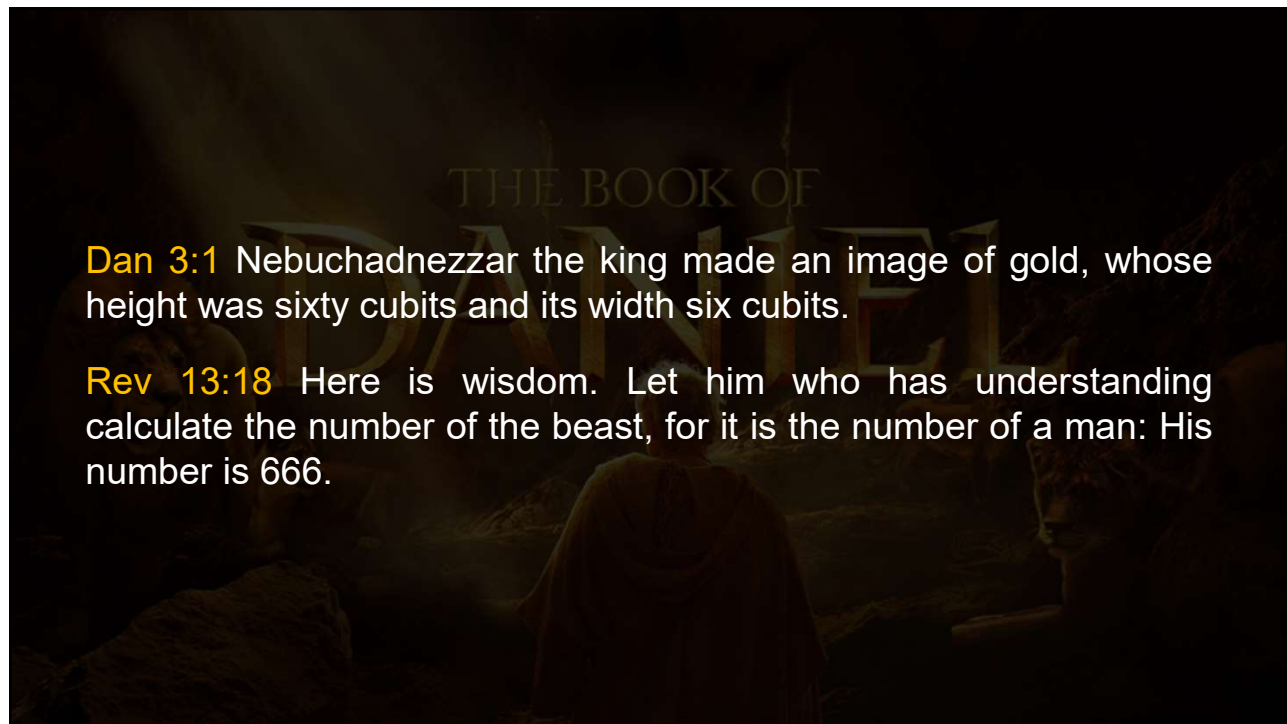 THE BOOK OF
DANIEL
Dan 3:1 Nebuchadnezzar the king made an image of gold, whose
height was sixty cubits and its width six cubits.
Rev 13:18 Here is wisdom. Let him who has understanding
calculate the number of the beast, for it is the number of a man: His
number is 666.